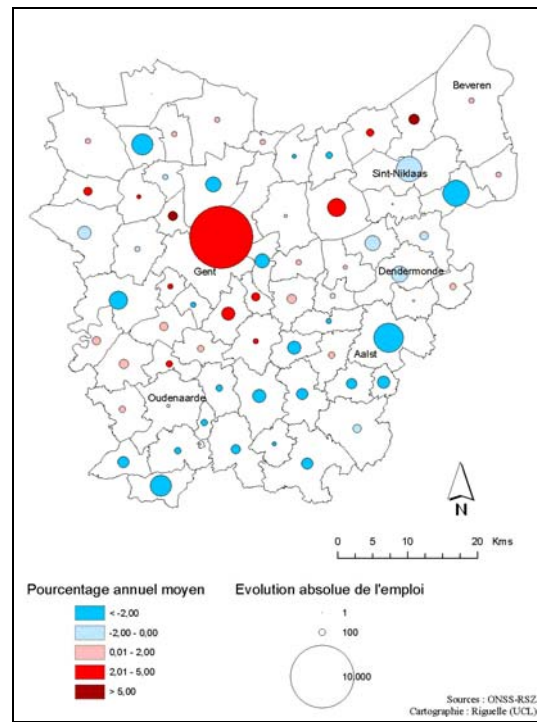 Beveren
Sint-Niklaas
Gent
Dendermonde
Aalst
Oudenaarde
N
0 5 10 20 Kms
Pourcentage annuel moyen
< -2,00
-2,00 - 0,00
0,01 - 2,00
2,01 - 5,00
> 5,00
Evolution absolue de l'emploi
1
100
10.000
Sources : ONSS-RSZ
Cartographie : Riguelle (UCL)